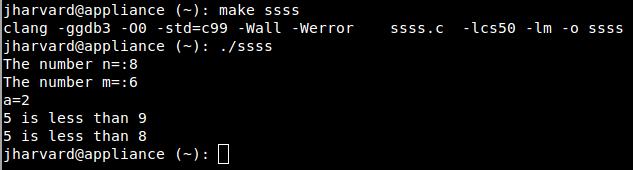 jharvard@appliance (~): make ssss
clang -ggdb3 -O0 -std=c99 -Wall -Werror    ssss.c  -lcs50 -lm -o ssss
jharvard@appliance (~): ./ssss
The number n=:8
The number m=:6
a=2
5 is less than 9
5 is less than 8
jharvard@appliance (~):